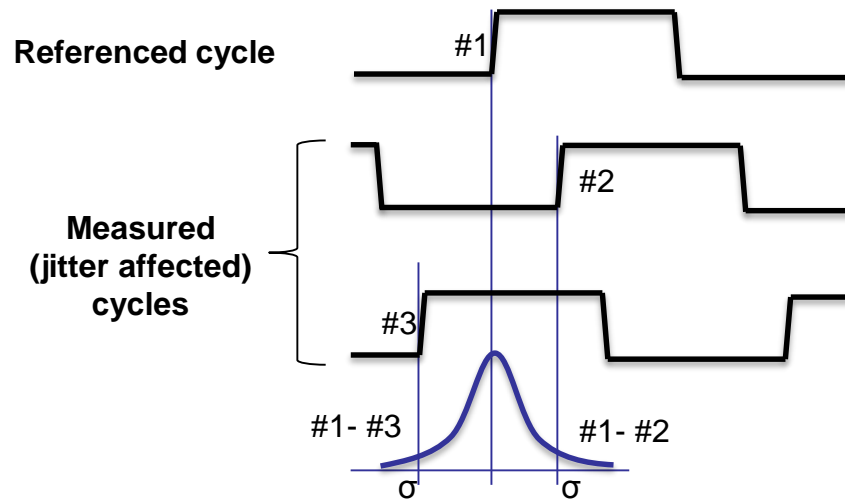 #1
Referenced cycle
#2
Measured
(jitter affected)
cycles
#3
#1- #3
#1- #2
σ
σ